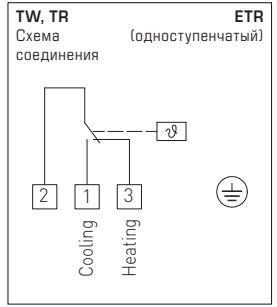 TW, TR ETR
Схема (одноступенчатый)
соединения
ϑ
2 1 3
Cooling Heating